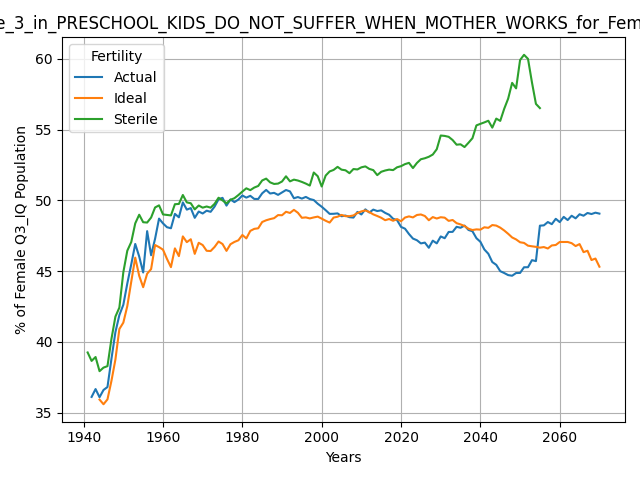 e_3_in_PRESCHOOL_KIDS_DO_NOT_SUFFER_WHEN_MOTHER_WORKS_for_Fem
Fertility
Actual
Ideal
Sterile
60
55
50
45
40
35
% of Female Q3_IQ Population
1940 1960 1980 2000 2020 2040 2060
Years